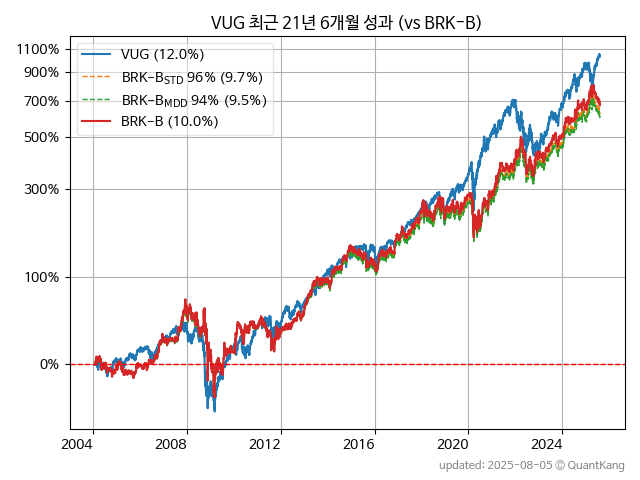 VUG 최근 21년 6개월 성과 (vs BRK-B)
1100%
900%
700%
500%
300%
100%
0%
VUG (12.0%)
BRK-B_STD 96% (9.7%)
BRK-B_MDD 94% (9.5%)
BRK-B (10.0%)
2004 2008 2012 2016 2020 2024
updated: 2025-08-05 © QuantKang